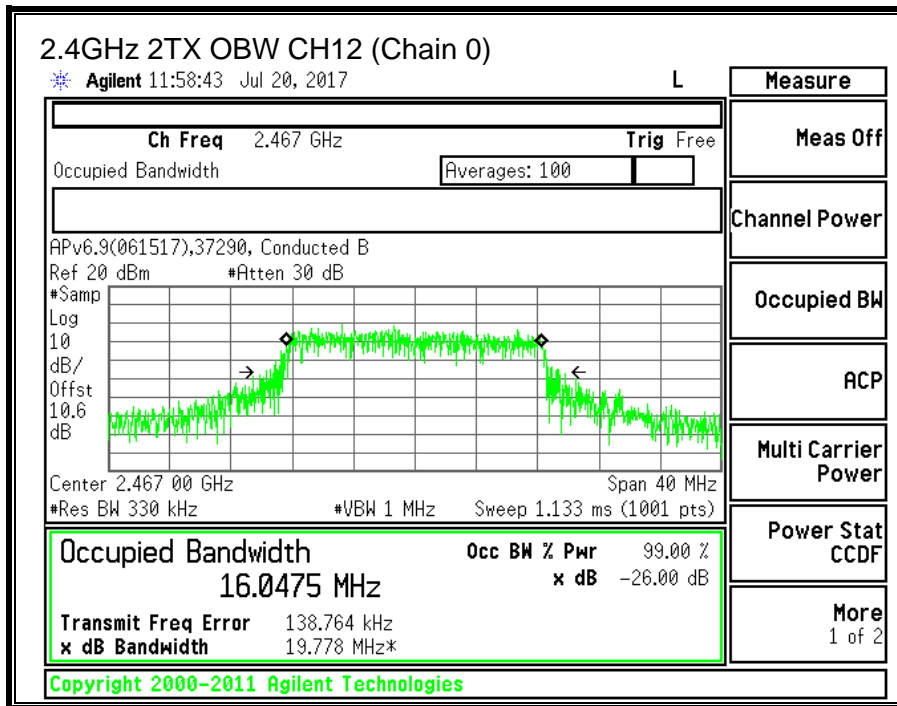 2.4GHz 2TX OBW CH12 (Chain 0)
Agilent 11:58:43 Jul 20, 2017 L
Measure
Ch Freq 2.467 GHz Trig Free
Occupied Bandwidth Averages: 100
APv6.9(061517),37290, Conducted B
Ref 20 dBm #Atten 30 dB
#Samp
Log
10
dB/
Offst
10.6
dB
Center 2.467 00 GHz Span 40 MHz
#Res BW 330 kHz #VBW 1 MHz Sweep 1.133 ms (1001 pts)
Occupied Bandwidth Occ BW % Pwr 99.00 %
16.0475 MHz x dB -26.00 dB
Transmit Freq Error 138.764 kHz
x dB Bandwidth 19.778 MHz*
Copyright 2000-2011 Agilent Technologies
Meas Off
Channel Power
Occupied BW
ACP
Multi Carrier
Power
Power Stat
CCDF
More
1 of 2